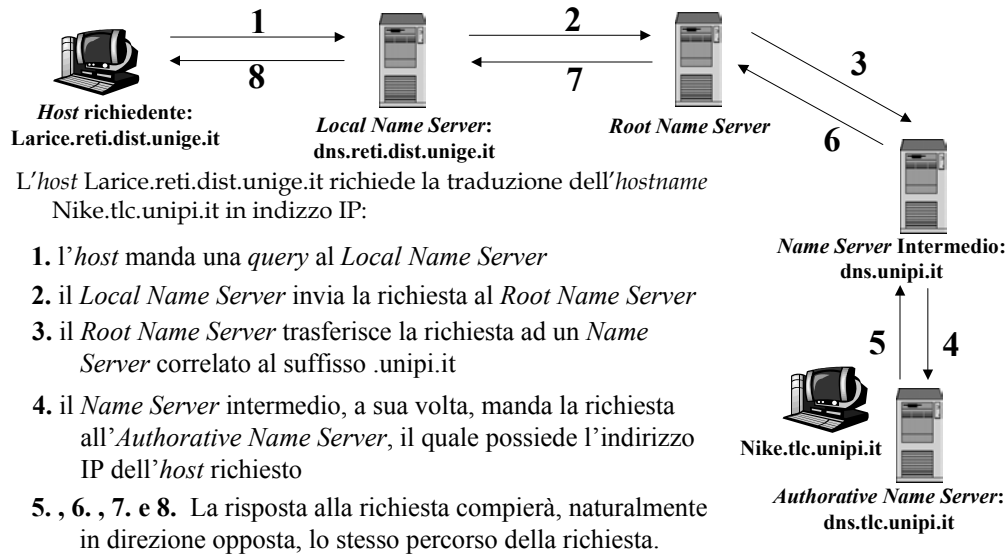 1
2
3
8
7
6
Host richiedente:
Larice.reti.dist.unige.it
Local Name Server:
dns.reti.dist.unige.it
Root Name Server
L'host Larice.reti.dist.unige.it richiede la traduzione dell'hostname
Nike.tlc.unipi.it in indizzo IP:
Name Server Intermedio:
dns.unipi.it
1. l'host manda una query al Local Name Server
2. il Local Name Server invia la richiesta al Root Name Server
3. il Root Name Server trasferisce la richiesta ad un Name
Server correlato al suffisso .unipi.it
5
4
4. il Name Server intermedio, a sua volta, manda la richiesta
all'Authorative Name Server, il quale possiede l'indirizzo
IP dell'host richiesto
Nike.tlc.unipi.it
Authorative Name Server:
dns.tlc.unipi.it
5. , 6. , 7. e 8. La risposta alla richiesta compierà, naturalmente
in direzione opposta, lo stesso percorso della richiesta.